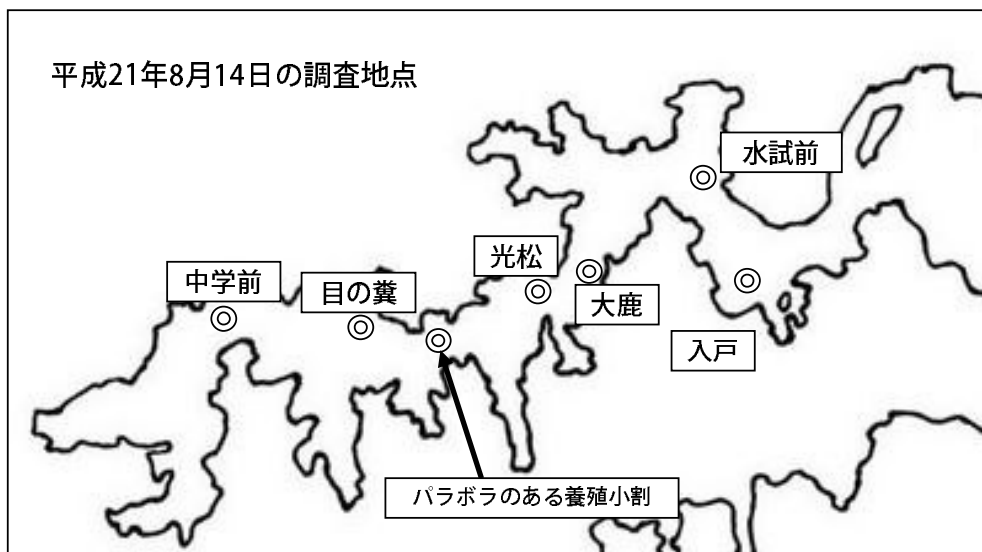 平成21年8月14日の調査地点
水試前
光松
中学前
目の糞
大鹿
入戸
パラボラのある養殖小割